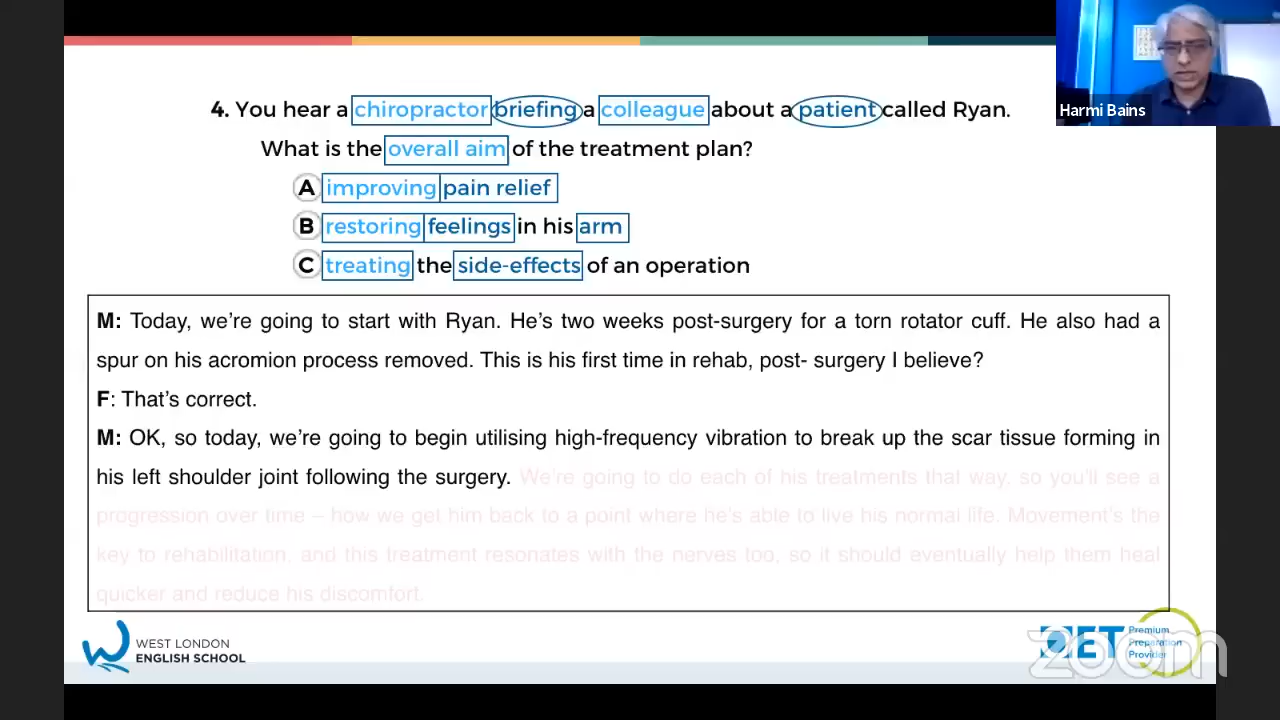 Harmi Bains
4. You hear a chiropractor briefing a colleague about a patient called Ryan.
What is the overall aim of the treatment plan?
A improving pain relief
B restoring feelings in his arm
C treating the side-effects of an operation
M: Today, we're going to start with Ryan. He's two weeks post-surgery for a torn rotator cuff. He also had a
spur on his acromion process removed. This is his first time in rehab, post- surgery I believe?
F: That's correct.
M: OK, so today, we're going to begin utilising high-frequency vibration to break up the scar tissue forming in
his left shoulder joint following the surgery. We're going to do each of his treatments that way, so you'll see a
progression over time – how we get him back to a point where he's able to live his normal life. Movement's the
key to rehabilitation, and this treatment resonates with the nerves too, so it should eventually help them heal
quicker and reduce his discomfort.
WEST LONDON
ENGLISH SCHOOL
OET
Premium
Preparation
Provider
zoom